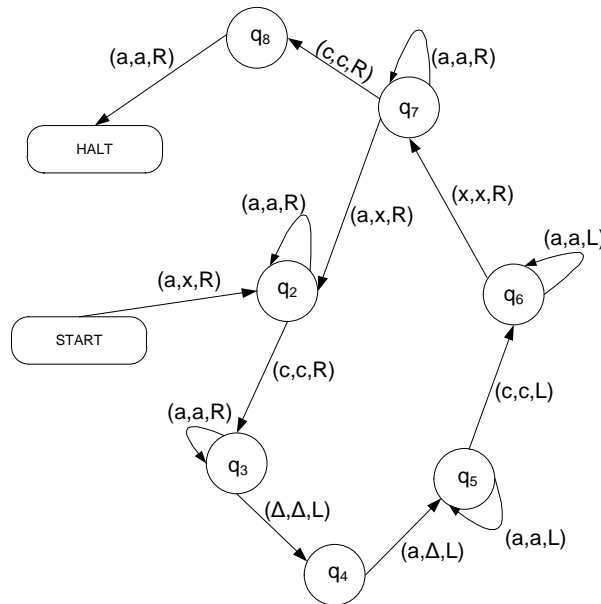 q8
(a,a,R)
(c,c,R)
(a,a,R)
q7
HALT
(a,a,R)
(a,x,R)
(x,x,R)
(a,a,L)
(a,x,R)
q2
q6
START
(c,c,R)
(c,c,L)
(a,a,R)
q3
q5
(Δ,Δ,L)
(a,Δ,L)
(a,a,L)
q4